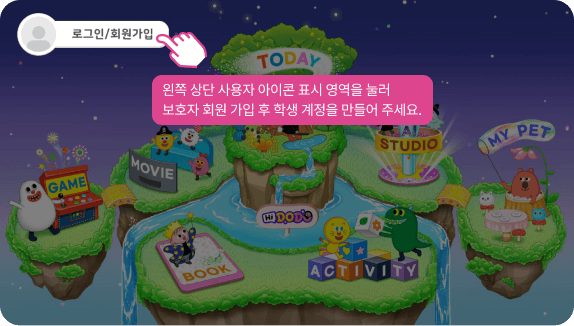 로그인/회원가입
TODAY
왼쪽 상단 사용자 아이콘 표시 영역을 눌러
보호자 회원 가입 후 학생 계정을 만들어 주세요.
MOVIE
STUDIO
MY PET
GAME
Hi DODO
BOOK
ACTIVITY